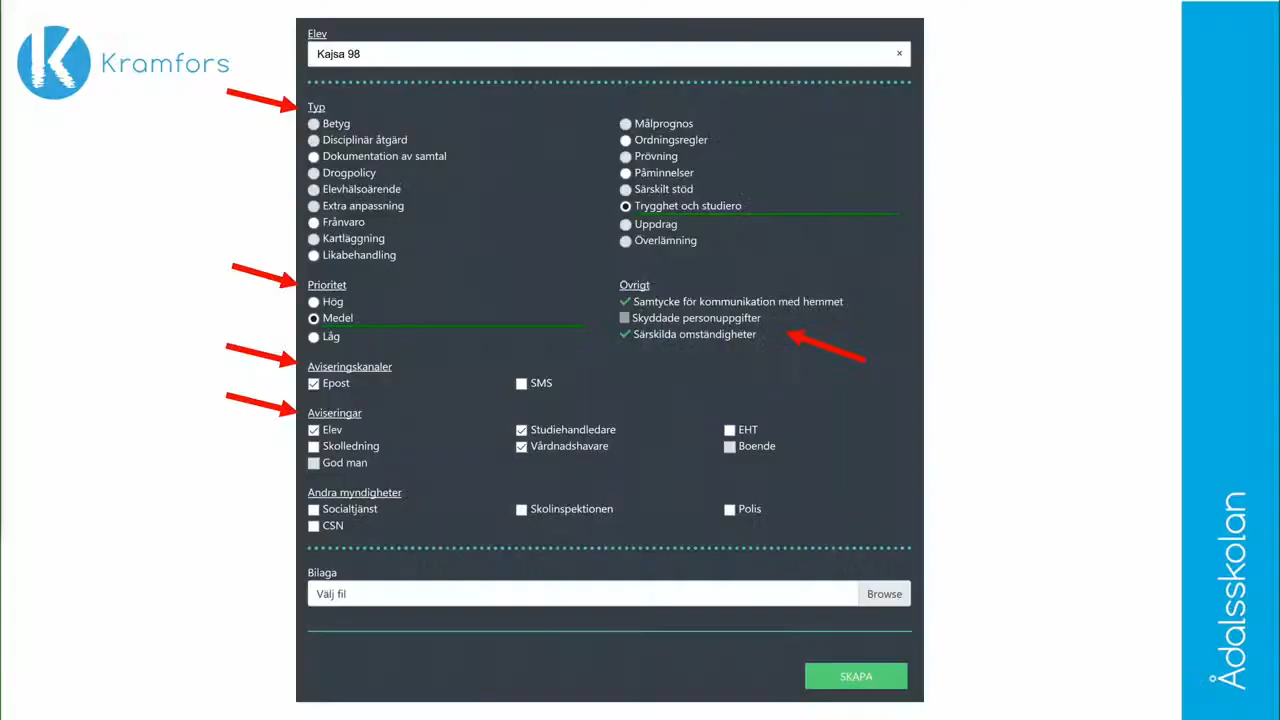 Kramfors
Elev
Kajsa 98 ×
Typ
Betyg
Disciplinär åtgärd
Dokumentation av samtal
Drogpolicy
Elevhälsoärende
Extra anpassning
Frånvaro
Kartläggning
Likabehandling
Målprognos
Ordningsregler
Prövning
Påminnelser
Särskilt stöd
Trygghet och studiero
Uppdrag
Överlämning
Prioritet
Hög
Medel
Låg
Övrigt
Samtycke för kommunikation med hemmet
Skyddade personuppgifter
Särskilda omständigheter
Aviseringskanaler
Epost SMS
Aviseringar
Elev Studiehandledare EHT
Skolledning Vårdnadshavare Boende
God man
Andra myndigheter
Socialtjänst Skolinspektionen Polis
CSN
Bilaga
Välj fil Browse
SKAPA
Ådalsskolan